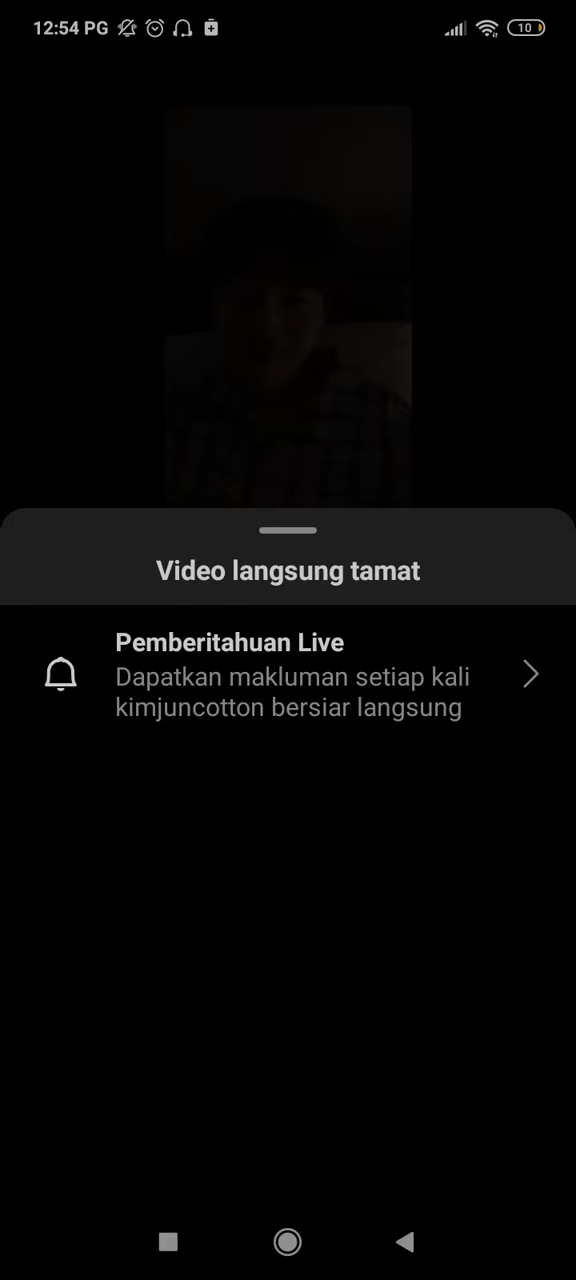 12:54 PG
10
Video langsung tamat
Pemberitahuan Live
Dapatkan makluman setiap kali
kimjuncotton bersiar langsung